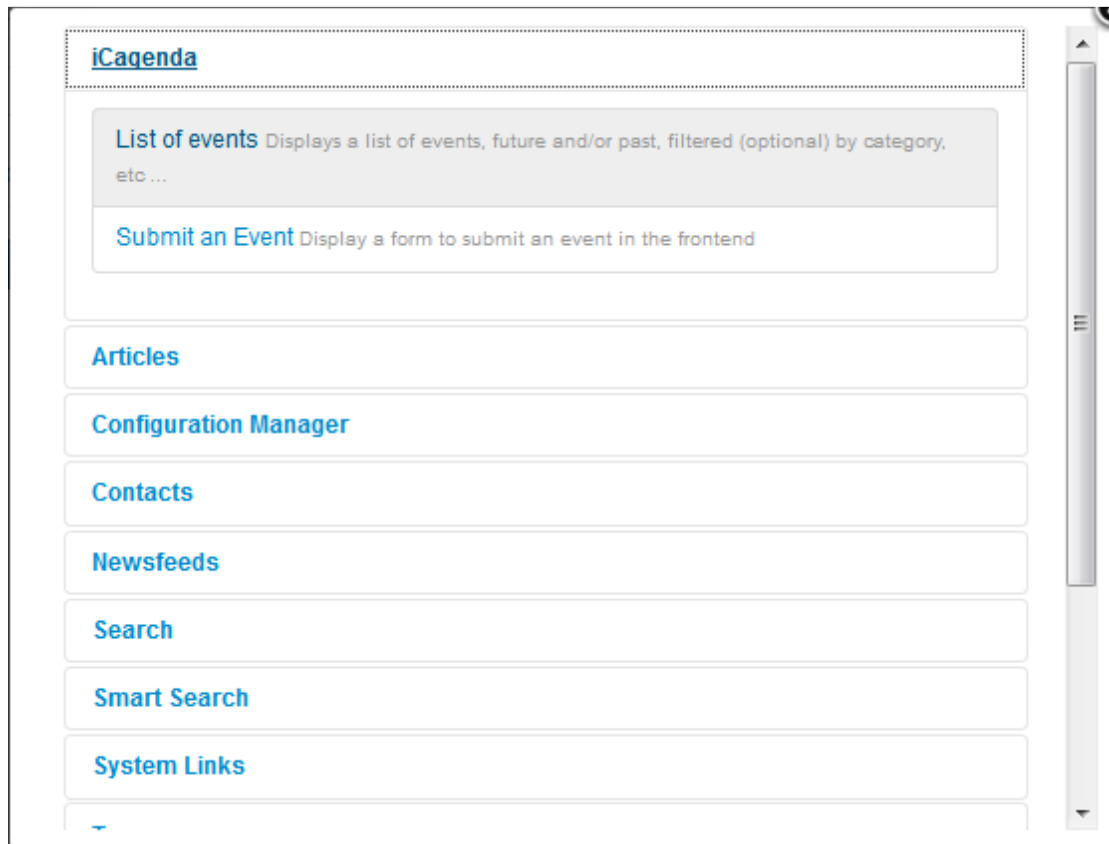 iCagenda
List of events Displays a list of events, future and/or past, filtered (optional) by category,
etc ...
Submit an Event Display a form to submit an event in the frontend
Articles
Configuration Manager
Contacts
Newsfeeds
Search
Smart Search
System Links